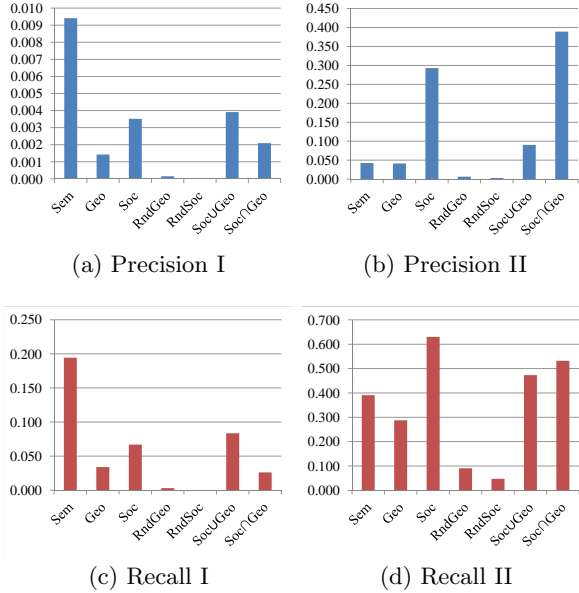 0.010
0.009
0.008
0.007
0.006
0.005
0.004
0.003
0.002
0.001
0.000
Sem
Geo
Soc
RndGeo
RndSoc
Soc∪Geo
Soc∩Geo
(a) Precision I
0.450
0.400
0.350
0.300
0.250
0.200
0.150
0.100
0.050
0.000
Sem
Geo
Soc
RndGeo
RndSoc
Soc∪Geo
Soc∩Geo
(b) Precision II
0.250
0.200
0.150
0.100
0.050
0.000
Sem
Geo
Soc
RndGeo
RndSoc
Soc∪Geo
Soc∩Geo
(c) Recall I
0.700
0.600
0.500
0.400
0.300
0.200
0.100
0.000
Sem
Geo
Soc
RndGeo
RndSoc
Soc∪Geo
Soc∩Geo
(d) Recall II